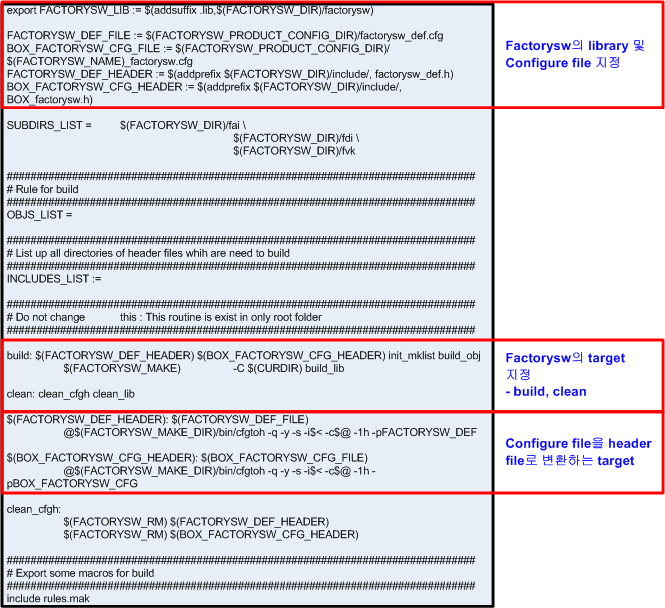 export FACTORYSW_LIB := $(addsuffix .lib,$(FACTORYSW_DIR)/factorysw)
FACTORYSW_DEF_FILE := $(FACTORYSW_PRODUCT_CONFIG_DIR)/factorysw_def.cfg
BOX_FACTORYSW_CFG_FILE := $(FACTORYSW_PRODUCT_CONFIG_DIR)/
$(FACTORYSW_NAME)_factorysw.cfg
FACTORYSW_DEF_HEADER := $(addprefix $(FACTORYSW_DIR)/include/, factorysw_def.h)
BOX_FACTORYSW_CFG_HEADER := $(addprefix $(FACTORYSW_DIR)/include/,
BOX_factorysw.h)
Factorysw의 library 및
Configure file 지정
SUBDIRS_LIST = $(FACTORYSW_DIR)/fai \
$(FACTORYSW_DIR)/fdi \
$(FACTORYSW_DIR)/fvk
###############################################################################
# Rule for build
###############################################################################
OBJS_LIST =
###############################################################################
# List up all directories of header files whih are need to build
###############################################################################
INCLUDES_LIST :=
###############################################################################
# Do not change this : This routine is exist in only root folder
###############################################################################
build: $(FACTORYSW_DEF_HEADER) $(BOX_FACTORYSW_CFG_HEADER) init_mklist build_obj
$(FACTORYSW_MAKE) -C $(CURDIR) build_lib
clean: clean_cfgh clean_lib
Factorysw의 target
지정
- build, clean
$(FACTORYSW_DEF_HEADER): $(FACTORYSW_DEF_FILE)
@$(FACTORYSW_MAKE_DIR)/bin/cfgtoh -q -y -s -i$< -c$@ -1h -pFACTORYSW_DEF
$(BOX_FACTORYSW_CFG_HEADER): $(BOX_FACTORYSW_CFG_FILE)
@$(FACTORYSW_MAKE_DIR)/bin/cfgtoh -q -y -s -i$< -c$@ -1h -
pBOX_FACTORYSW_CFG
Configure file을 header
file로 변환하는 target
clean_cfgh:
$(FACTORYSW_RM) $(FACTORYSW_DEF_HEADER)
$(FACTORYSW_RM) $(BOX_FACTORYSW_CFG_HEADER)
###############################################################################
# Export some macros for build
###############################################################################
include rules.mak